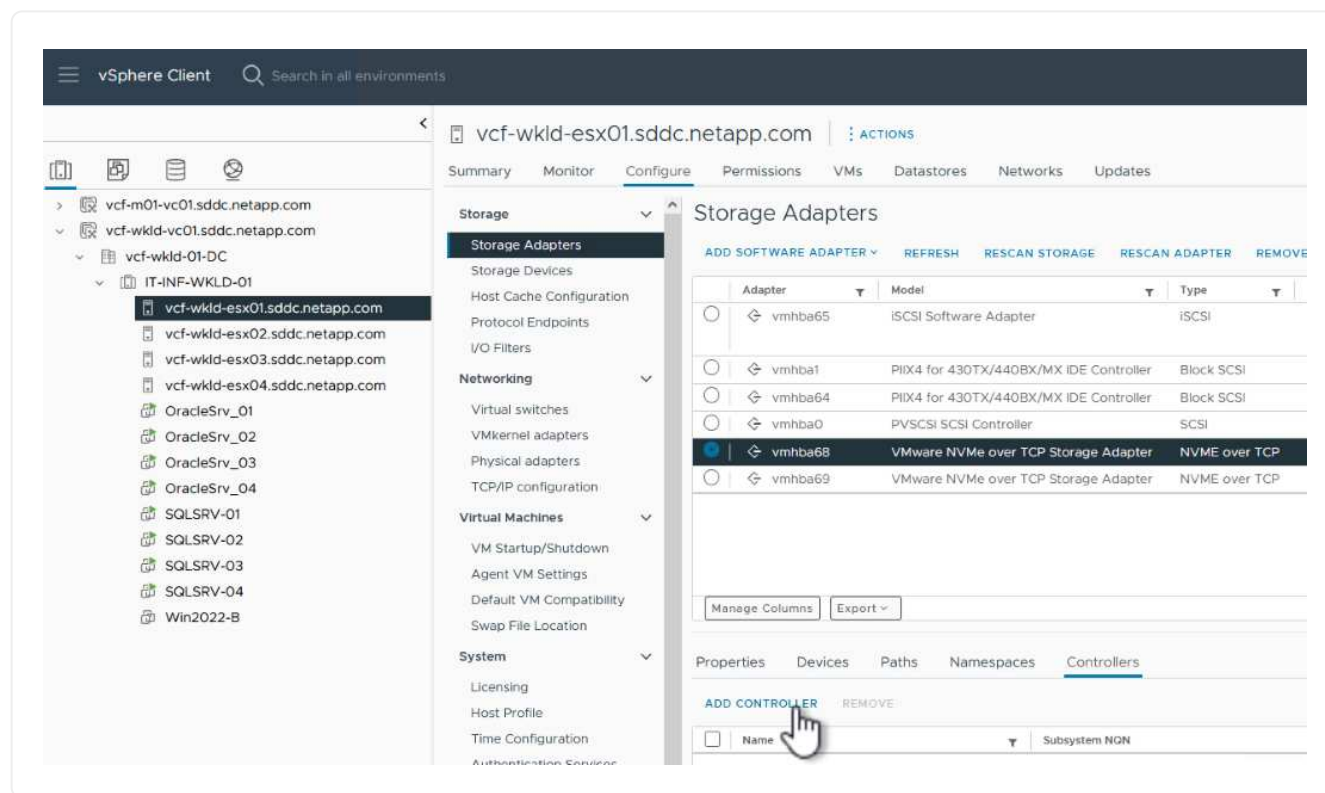 vSphere Client
Search in all environments
vcf-m01-vc01.sddc.netapp.com
vcf-wkld-vc01.sddc.netapp.com
vcf-wkld-01-DC
IT-INF-WKLD-01
vcf-wkld-esx01.sddc.netapp.com
vcf-wkld-esx02.sddc.netapp.com
vcf-wkld-esx03.sddc.netapp.com
vcf-wkld-esx04.sddc.netapp.com
OracleSrv_01
OracleSrv_02
OracleSrv_03
OracleSrv_04
SQLSRV-01
SQLSRV-02
SQLSRV-03
SQLSRV-04
Win2022-B
vcf-wkld-esx01.sddc.netapp.com ACTIONS
Summary Monitor Configure Permissions VMs Datastores Networks Updates
Storage
Storage Adapters
Storage Devices
Host Cache Configuration
Protocol Endpoints
I/O Filters
Networking
Virtual switches
VMkernel adapters
Physical adapters
TCP/IP configuration
Virtual Machines
VM Startup/Shutdown
Agent VM Settings
Default VM Compatibility
Swap File Location
System
Licensing
Host Profile
Time Configuration
Authentication Services
Storage Adapters
ADD SOFTWARE ADAPTER REFRESH RESCAN STORAGE RESCAN ADAPTER REMOVE
Adapter Model Type
vmhba65 iSCSI Software Adapter iSCSI
vmhba1 PIIX4 for 430TX/440BX/MX IDE Controller Block SCSI
vmhba64 PIIX4 for 430TX/440BX/MX IDE Controller Block SCSI
vmhba0 PVSCSI SCSI Controller SCSI
vmhba68 VMware NVMe over TCP Storage Adapter NVME over TCP
vmhba69 VMware NVMe over TCP Storage Adapter NVME over TCP
Manage Columns Export
Properties Devices Paths Namespaces Controllers
ADD CONTROLLER REMOVE
Name Subsystem NQN